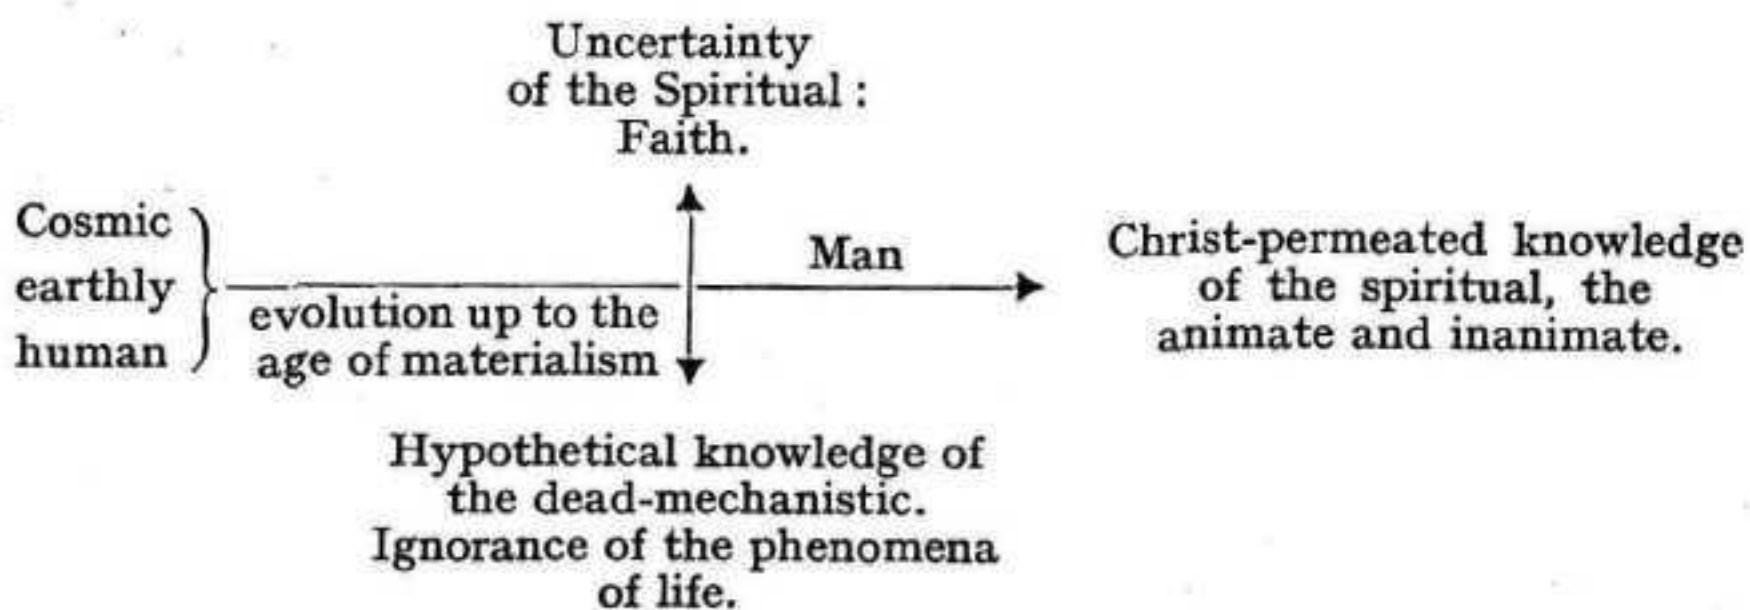 Uncertainty
of the Spiritual :
Faith.
Cosmic
earthly
human
evolution up to the
age of materialism
Man
Christ-permeated knowledge
of the spiritual, the
animate and inanimate.
Hypothetical knowledge of
the dead-mechanistic.
Ignorance of the phenomena
of life.